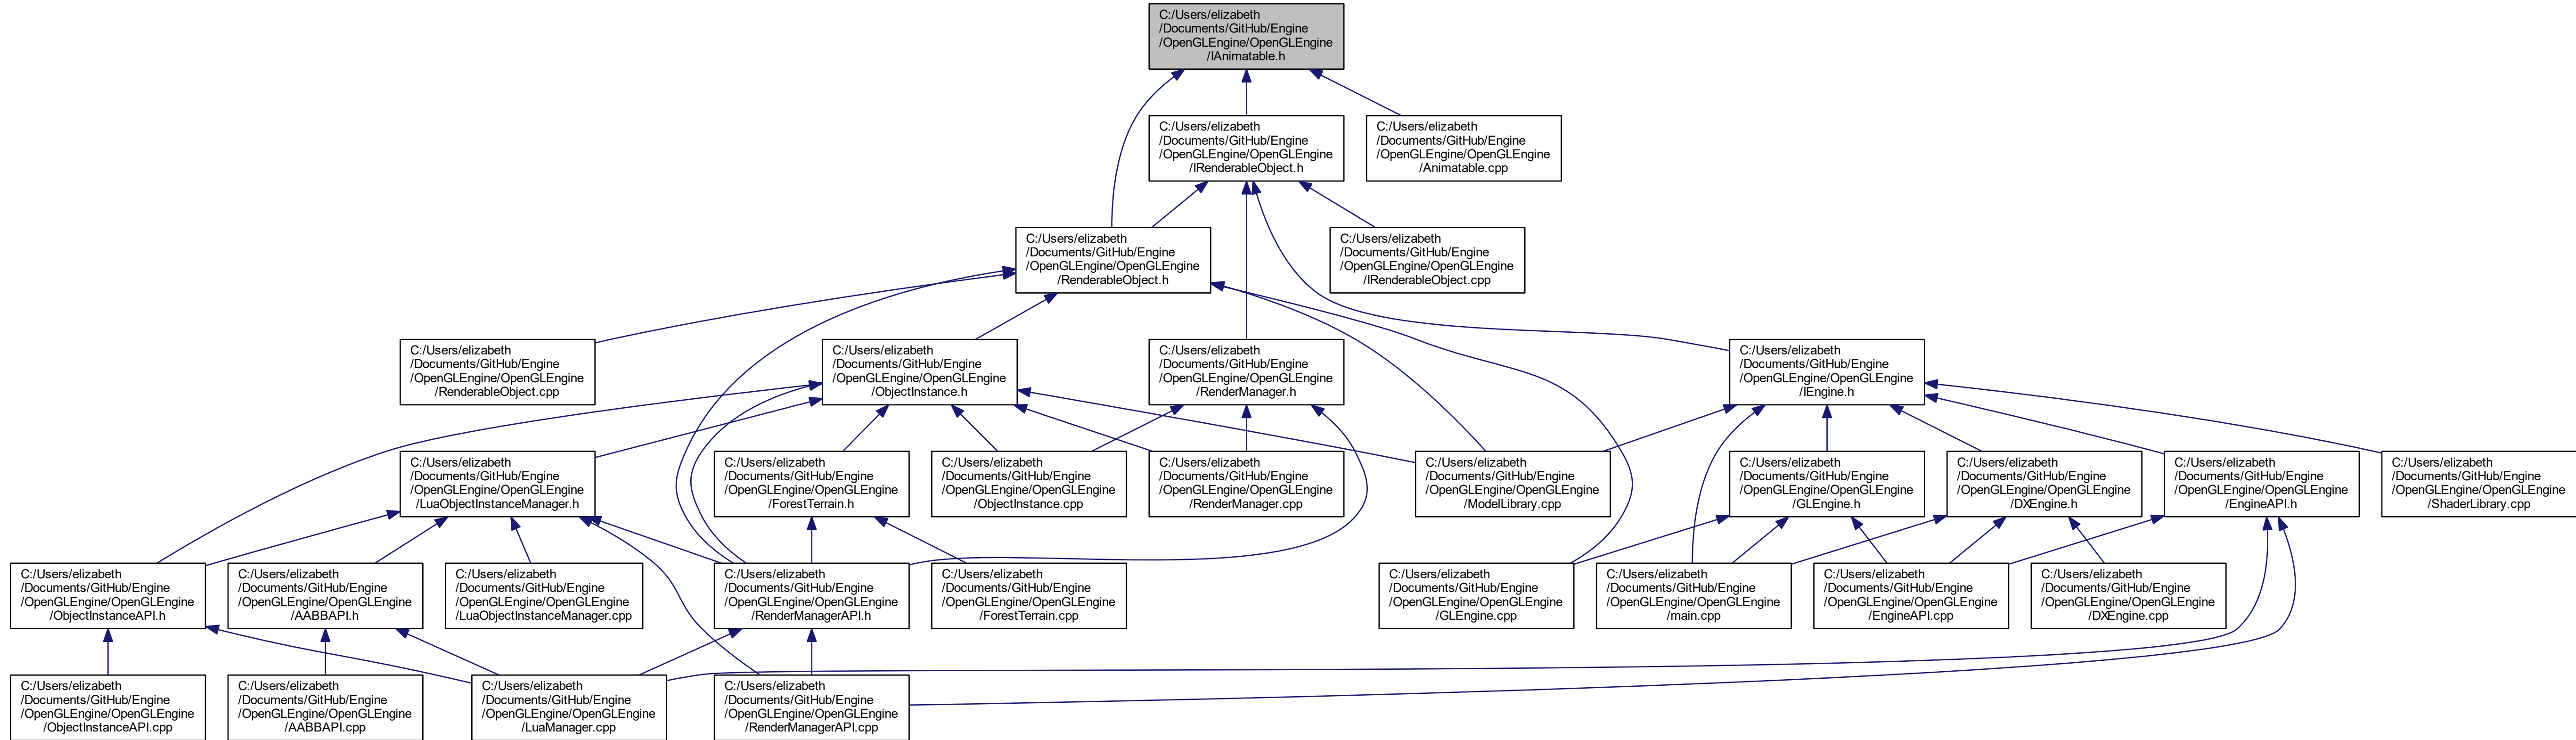 C:/Users/elizabeth
/Documents/GitHub/Engine
/OpenGLEngine/OpenGLEngine
/IAnimatable.h
C:/Users/elizabeth
/Documents/GitHub/Engine
/OpenGLEngine/OpenGLEngine
/IRenderableObject.h
C:/Users/elizabeth
/Documents/GitHub/Engine
/OpenGLEngine/OpenGLEngine
/Animatable.cpp
C:/Users/elizabeth
/Documents/GitHub/Engine
/OpenGLEngine/OpenGLEngine
/RenderableObject.h
C:/Users/elizabeth
/Documents/GitHub/Engine
/OpenGLEngine/OpenGLEngine
/IRenderableObject.cpp
C:/Users/elizabeth
/Documents/GitHub/Engine
/OpenGLEngine/OpenGLEngine
/RenderableObject.cpp
C:/Users/elizabeth
/Documents/GitHub/Engine
/OpenGLEngine/OpenGLEngine
/ObjectInstance.h
C:/Users/elizabeth
/Documents/GitHub/Engine
/OpenGLEngine/OpenGLEngine
/RenderManager.h
C:/Users/elizabeth
/Documents/GitHub/Engine
/OpenGLEngine/OpenGLEngine
/IEngine.h
C:/Users/elizabeth
/Documents/GitHub/Engine
/OpenGLEngine/OpenGLEngine
/LuaObjectInstanceManager.h
C:/Users/elizabeth
/Documents/GitHub/Engine
/OpenGLEngine/OpenGLEngine
/ForestTerrain.h
C:/Users/elizabeth
/Documents/GitHub/Engine
/OpenGLEngine/OpenGLEngine
/ObjectInstance.cpp
C:/Users/elizabeth
/Documents/GitHub/Engine
/OpenGLEngine/OpenGLEngine
/RenderManager.cpp
C:/Users/elizabeth
/Documents/GitHub/Engine
/OpenGLEngine/OpenGLEngine
/ModelLibrary.cpp
C:/Users/elizabeth
/Documents/GitHub/Engine
/OpenGLEngine/OpenGLEngine
/GLEngine.h
C:/Users/elizabeth
/Documents/GitHub/Engine
/OpenGLEngine/OpenGLEngine
/DXEngine.h
C:/Users/elizabeth
/Documents/GitHub/Engine
/OpenGLEngine/OpenGLEngine
/EngineAPI.h
C:/Users/elizabeth
/Documents/GitHub/Engine
/OpenGLEngine/OpenGLEngine
/ShaderLibrary.cpp
C:/Users/elizabeth
/Documents/GitHub/Engine
/OpenGLEngine/OpenGLEngine
/ObjectInstanceAPI.h
C:/Users/elizabeth
/Documents/GitHub/Engine
/OpenGLEngine/OpenGLEngine
/AABBAPI.h
C:/Users/elizabeth
/Documents/GitHub/Engine
/OpenGLEngine/OpenGLEngine
/LuaObjectInstanceManager.cpp
C:/Users/elizabeth
/Documents/GitHub/Engine
/OpenGLEngine/OpenGLEngine
/RenderManagerAPI.h
C:/Users/elizabeth
/Documents/GitHub/Engine
/OpenGLEngine/OpenGLEngine
/ForestTerrain.cpp
C:/Users/elizabeth
/Documents/GitHub/Engine
/OpenGLEngine/OpenGLEngine
/GLEngine.cpp
C:/Users/elizabeth
/Documents/GitHub/Engine
/OpenGLEngine/OpenGLEngine
/main.cpp
C:/Users/elizabeth
/Documents/GitHub/Engine
/OpenGLEngine/OpenGLEngine
/EngineAPI.cpp
C:/Users/elizabeth
/Documents/GitHub/Engine
/OpenGLEngine/OpenGLEngine
/DXEngine.cpp
C:/Users/elizabeth
/Documents/GitHub/Engine
/OpenGLEngine/OpenGLEngine
/ObjectInstanceAPI.cpp
C:/Users/elizabeth
/Documents/GitHub/Engine
/OpenGLEngine/OpenGLEngine
/AABBAPI.cpp
C:/Users/elizabeth
/Documents/GitHub/Engine
/OpenGLEngine/OpenGLEngine
/LuaManager.cpp
C:/Users/elizabeth
/Documents/GitHub/Engine
/OpenGLEngine/OpenGLEngine
/RenderManagerAPI.cpp